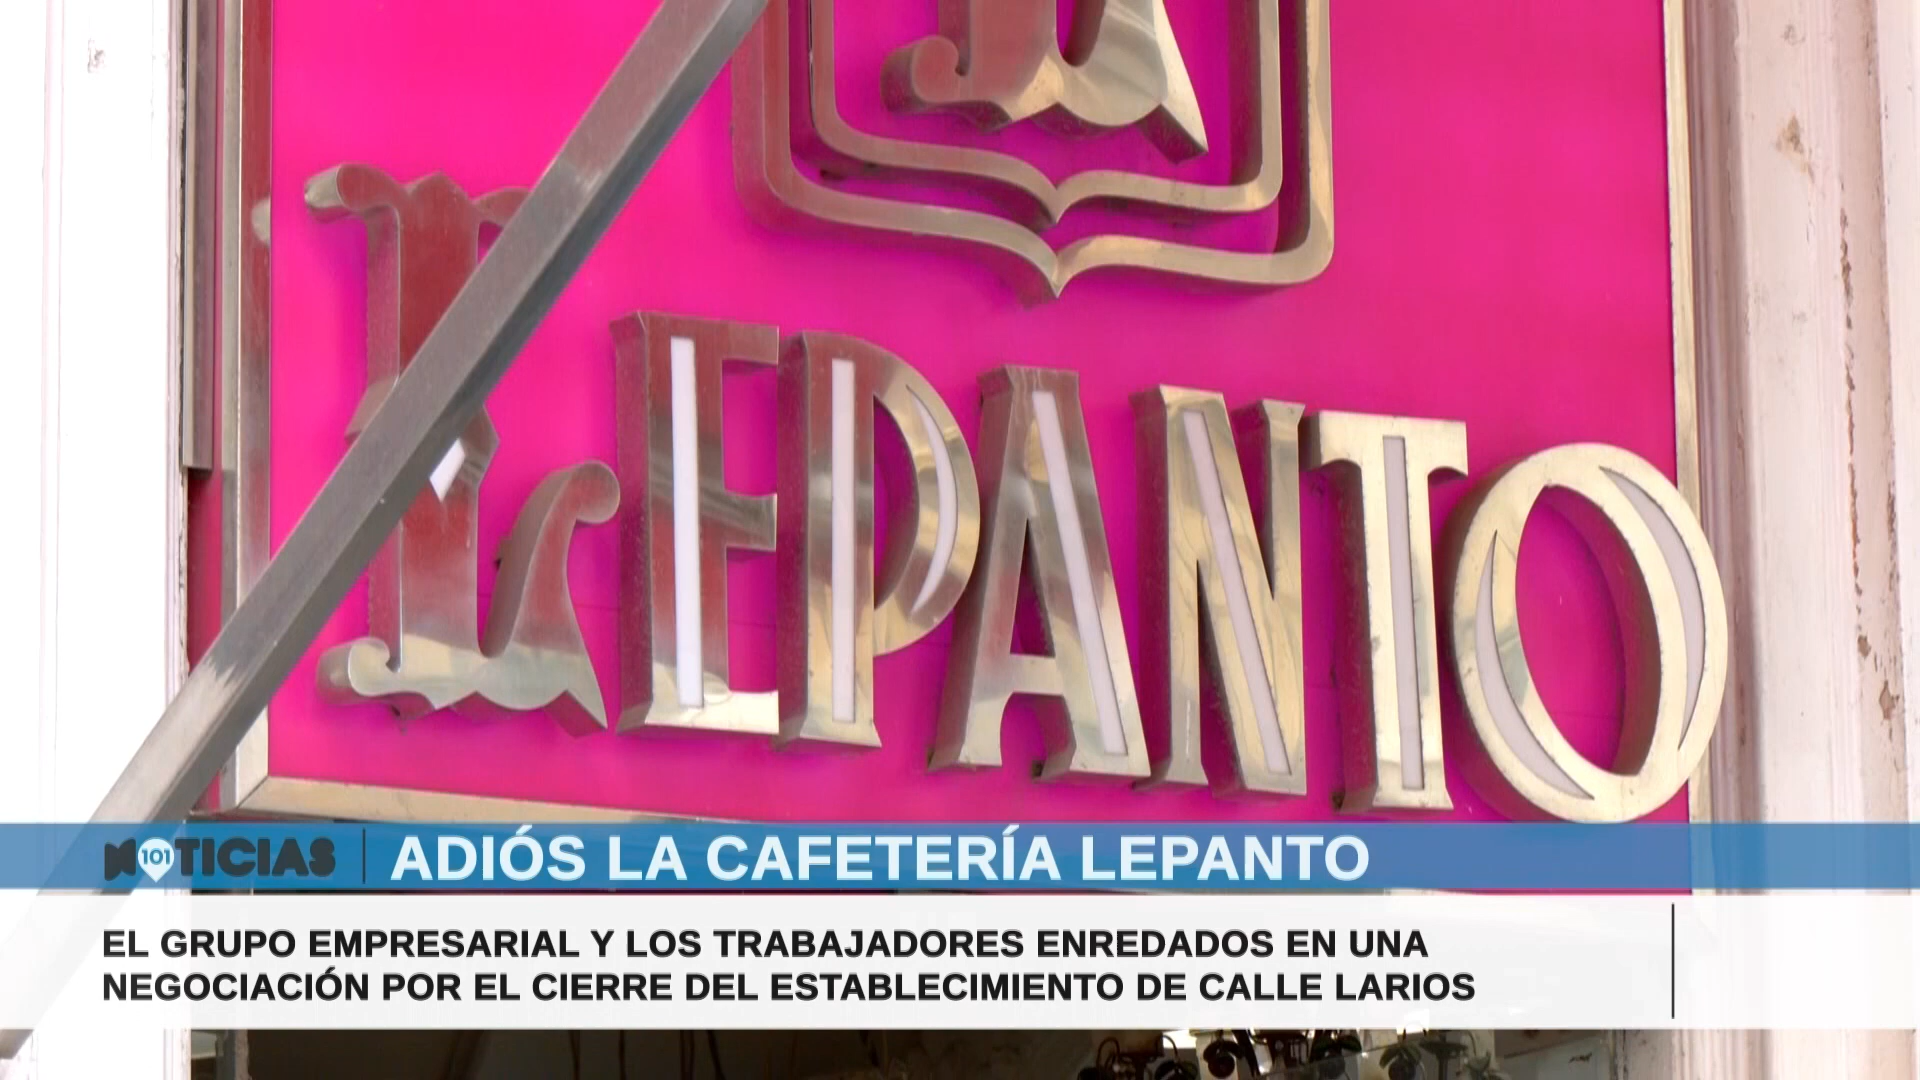 L
LEPANTO
NOTICIAS 101
ADIÓS LA CAFETERÍA LEPANTO
EL GRUPO EMPRESARIAL Y LOS TRABAJADORES ENREDADOS EN UNA
NEGOCIACIÓN POR EL CIERRE DEL ESTABLECIMIENTO DE CALLE LARIOS